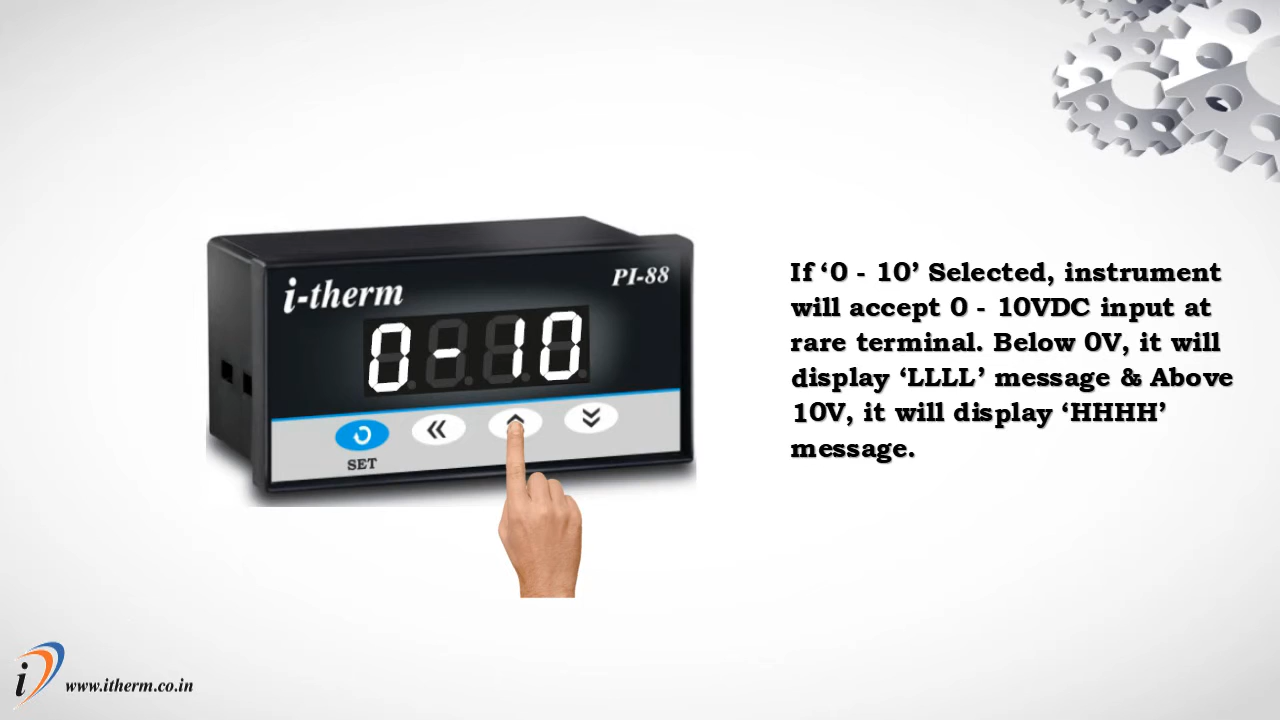 i-therm
PI-88
0 - 10
SET
If ‘0 - 10’ Selected, instrument
will accept 0 - 10VDC input at
rare terminal. Below 0V, it will
display ‘LLLL’ message & Above
10V, it will display ‘HHHH’
message.
i
www.itherm.co.in